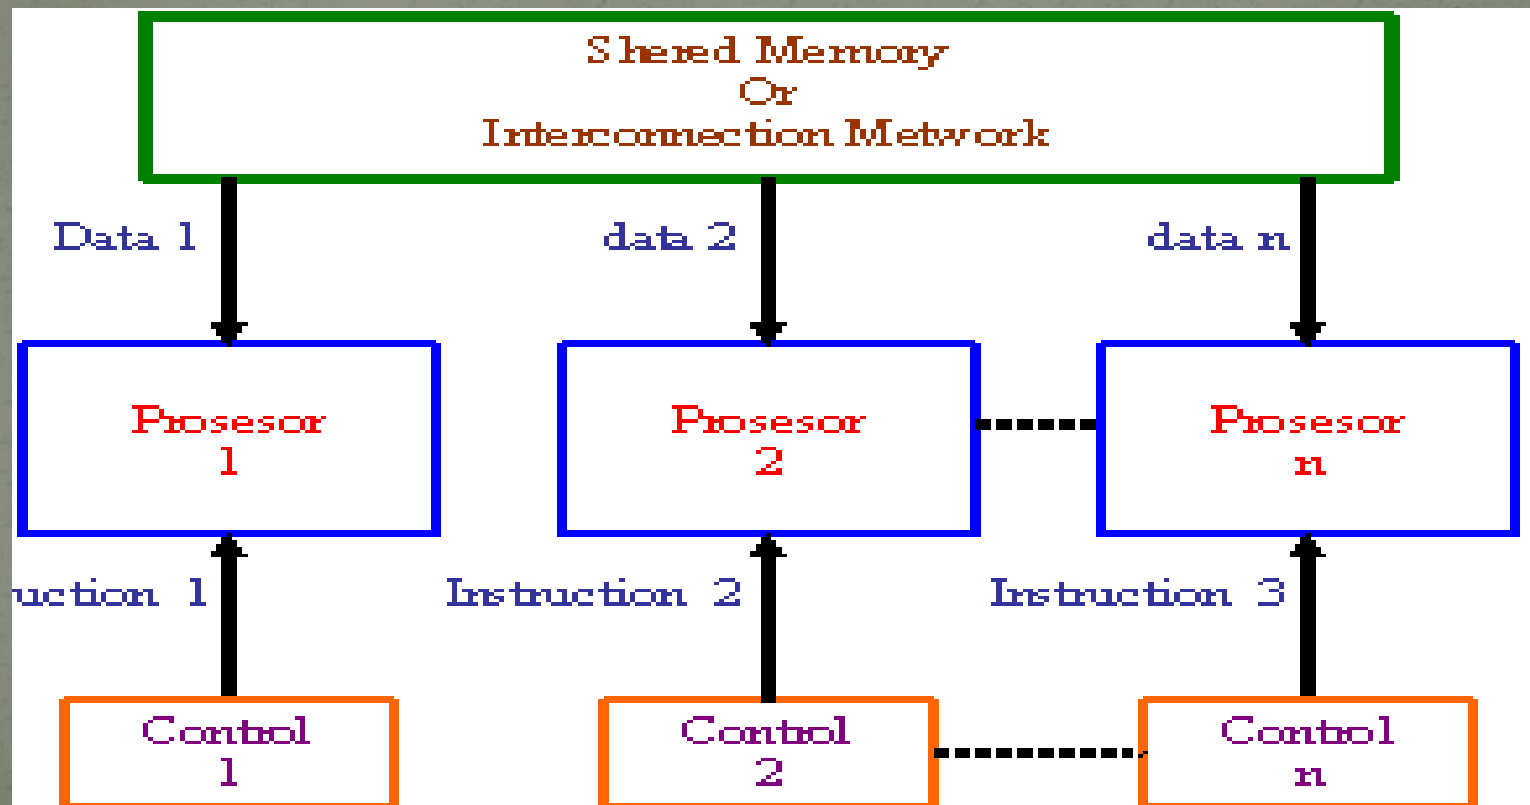 Shered Memory
Or
Interconnection Metwork
Data 1
data 2
data n
Prosesor
1
Prosesor
2
Prosesor
n
uction 1
Instruction 2
Instruction 3
Control
1
Control
2
Control
n